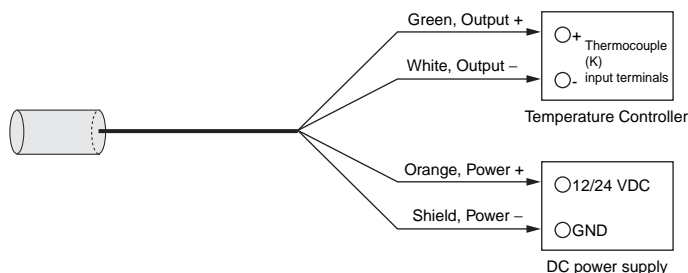 Green, Output +
White, Output –
+ Thermocouple
(K)
- input terminals
Temperature Controller
Orange, Power +
Shield, Power –
12/24 VDC
GND
DC power supply